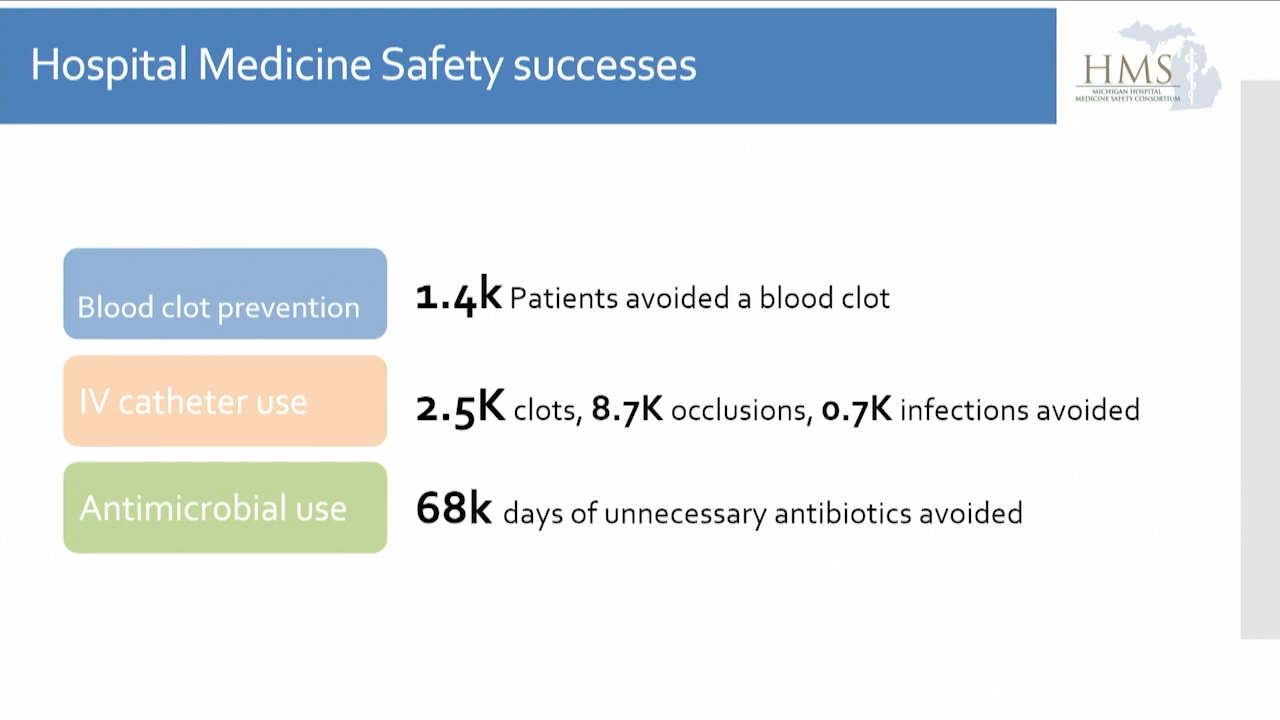 Hospital Medicine Safety successes
HMS
MICHIGAN HOSPITAL
MEDICINE SAFETY CONSORTIUM
Blood clot prevention
1.4k Patients avoided a blood clot
IV catheter use
2.5K clots, 8.7K occlusions, 0.7K infections avoided
Antimicrobial use
68k days of unnecessary antibiotics avoided